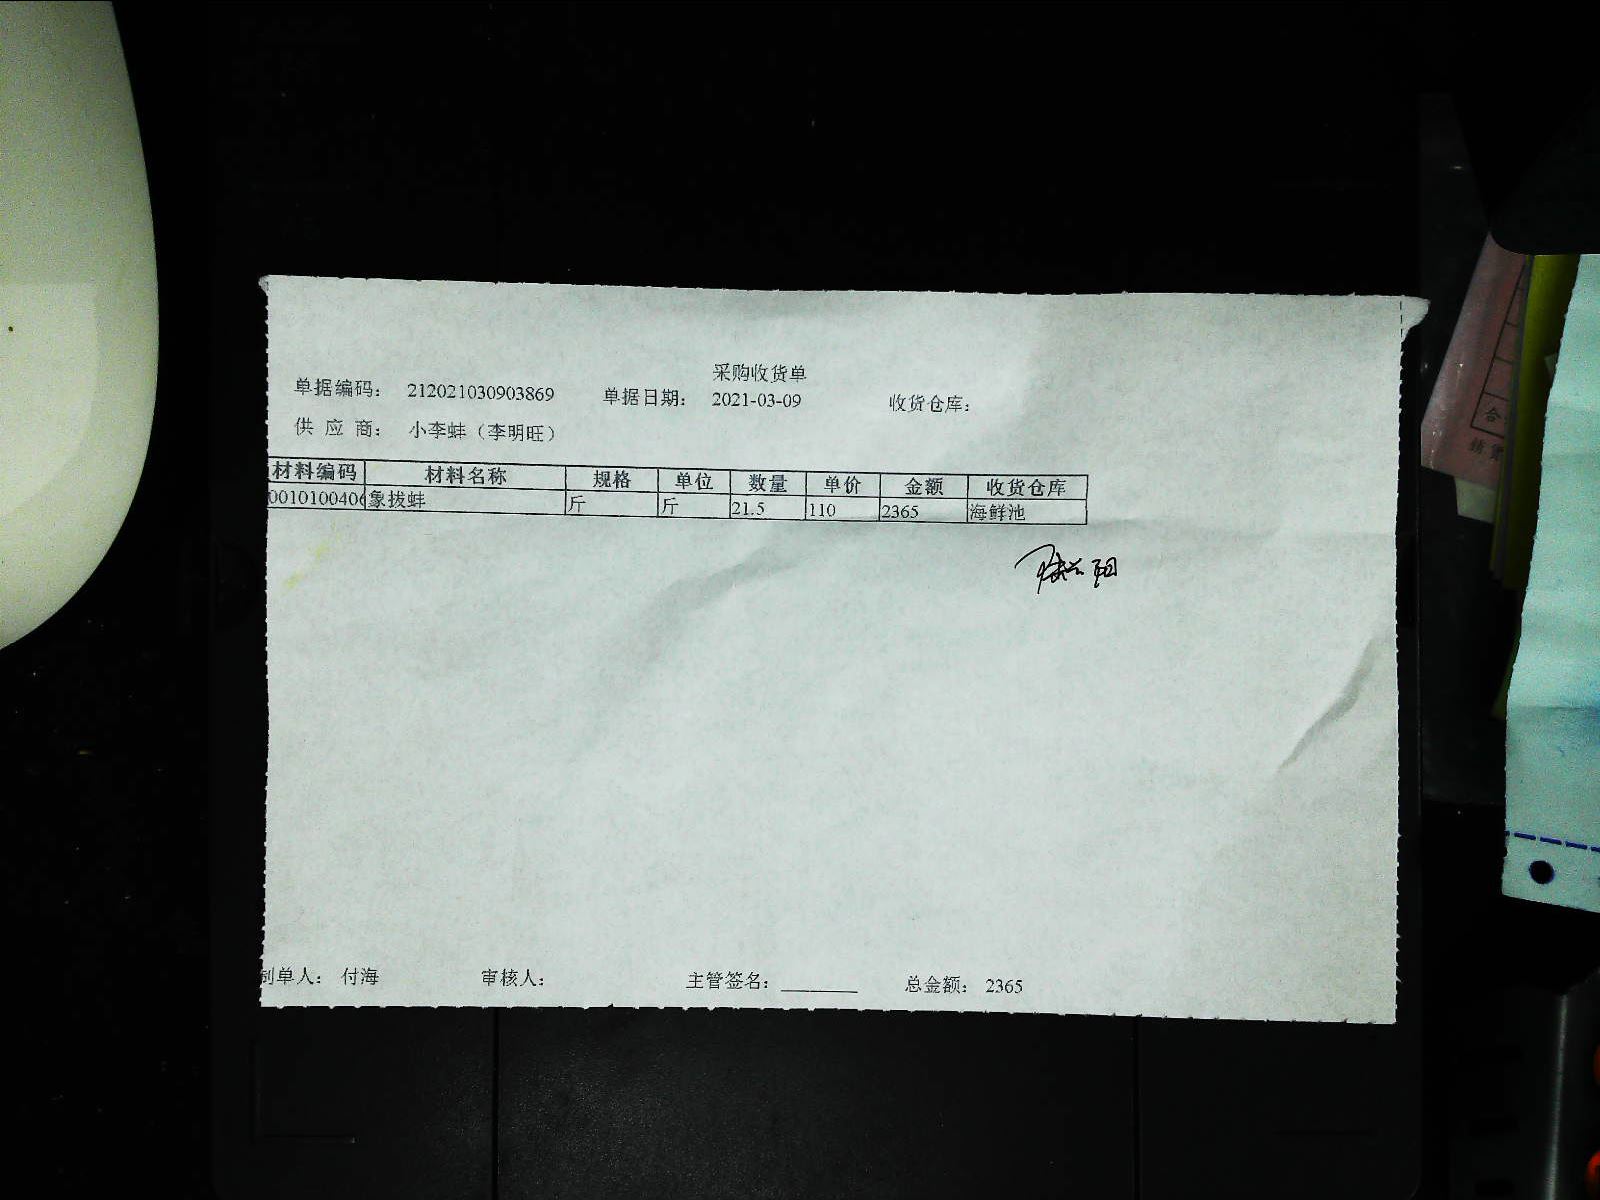 采购收货单
单据编码： 212021030903869 单据日期： 2021-03-09 收货仓库：
供 应 商： 小李蚌（李明旺）
材料编码 材料名称 规格 单位 数量 单价 金额 收货仓库
0010100406 象拔蚌 斤 斤 21.5 110 2365 海鲜池
制单人： 付海 审核人： 主管签名： 总金额： 2365